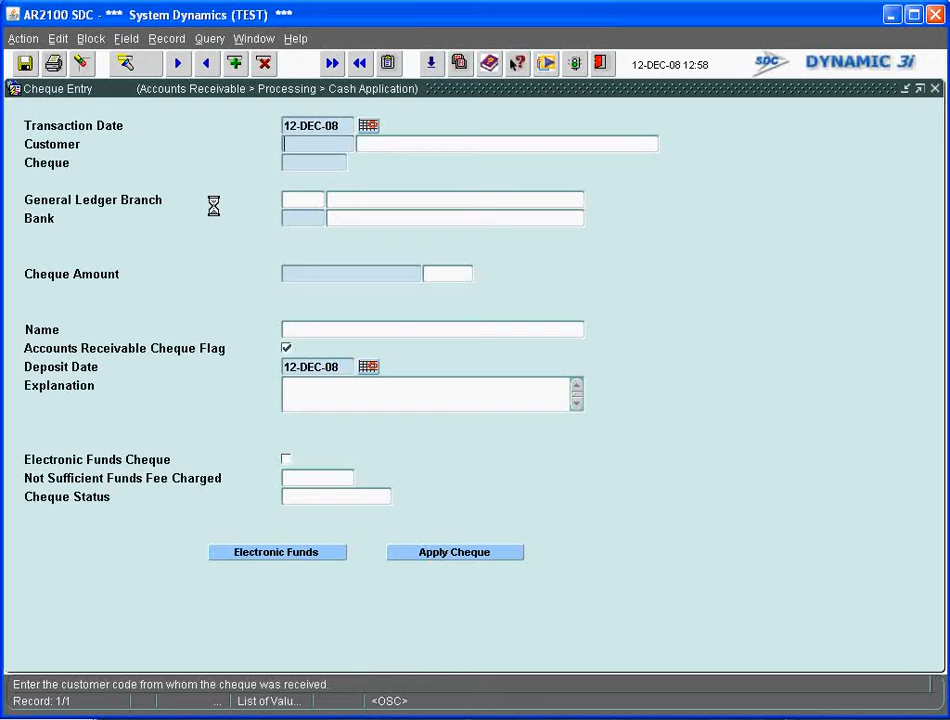 AR2100 SDC - *** System Dynamics (TEST) ***
Action Edit Block Field Record Query Window Help
12-DEC-08 12:58 SDC DYNAMIC 3i
Cheque Entry (Accounts Receivable > Processing > Cash Application)
Transaction Date 12-DEC-08
Customer
Cheque
General Ledger Branch
Bank
Cheque Amount
Name
Accounts Receivable Cheque Flag
Deposit Date 12-DEC-08
Explanation
Electronic Funds Cheque
Not Sufficient Funds Fee Charged
Cheque Status
Electronic Funds Apply Cheque
Enter the customer code from whom the cheque was received.
Record: 1/1 ... List of Valu... <OSC>